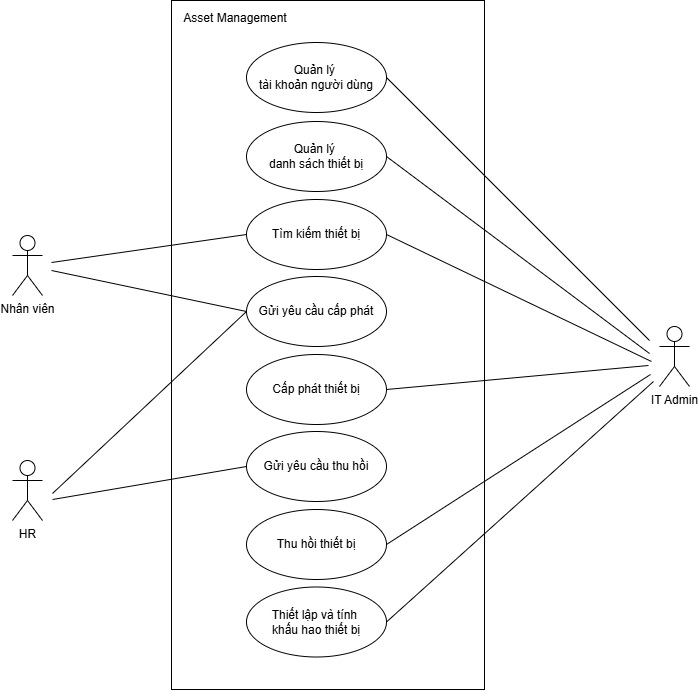 Asset Management
Quản lý
tài khoản người dùng
Quản lý
danh sách thiết bị
Tìm kiếm thiết bị
Nhân viên
Gửi yêu cầu cấp phát
Cấp phát thiết bị
IT Admin
Gửi yêu cầu thu hồi
HR
Thu hồi thiết bị
Thiết lập và tính
khấu hao thiết bị